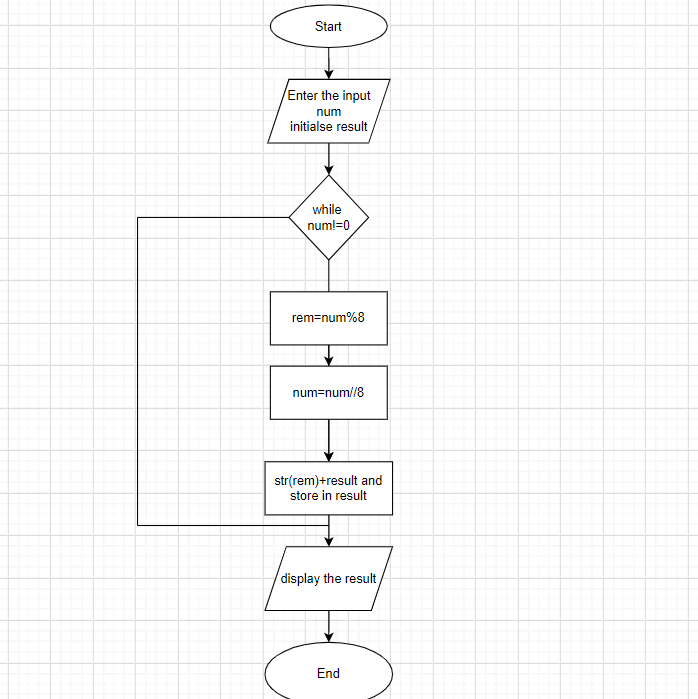 Start
Enter the input
num
initialse result
while
num!=0
rem=num%8
num=num//8
str(rem)+result and
store in result
display the result
End